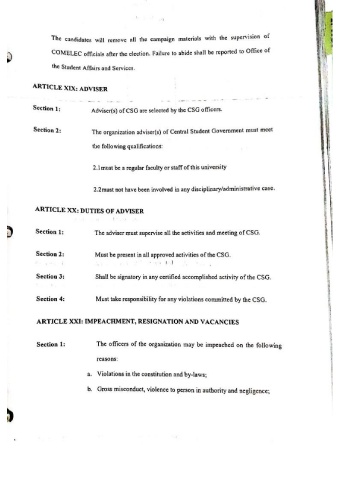 The candidates will remove all the campaign materials with the supervision of
COMELEC officials after the election. Failure to abide shall be reported to Office of
the Student Affairs and Services.
ARTICLE XIX: ADVISER
Section 1: Adviser(s) of CSG are selected by the CSG officers.
Section 2: The organization adviser(s) of Central Student Government must meet
the following qualifications:
2.1must be a regular faculty or staff of this university
2.2must not have been involved in any disciplinary/administrative case.
ARTICLE XX: DUTIES OF ADVISER
Section 1: The adviser must supervise all the activities and meeting of CSG.
Section 2: Must be present in all approved activities of the CSG.
Section 3: Shall be signatory in any certified accomplished activity of the CSG.
Section 4: Must take responsibility for any violations committed by the CSG.
ARTICLE XXI: IMPEACHMENT, RESIGNATION AND VACANCIES
Section 1: The officers of the organization may be impeached on the following
reasons:
a. Violations in the constitution and by-laws;
b. Gross misconduct, violence to person in authority and negligence;